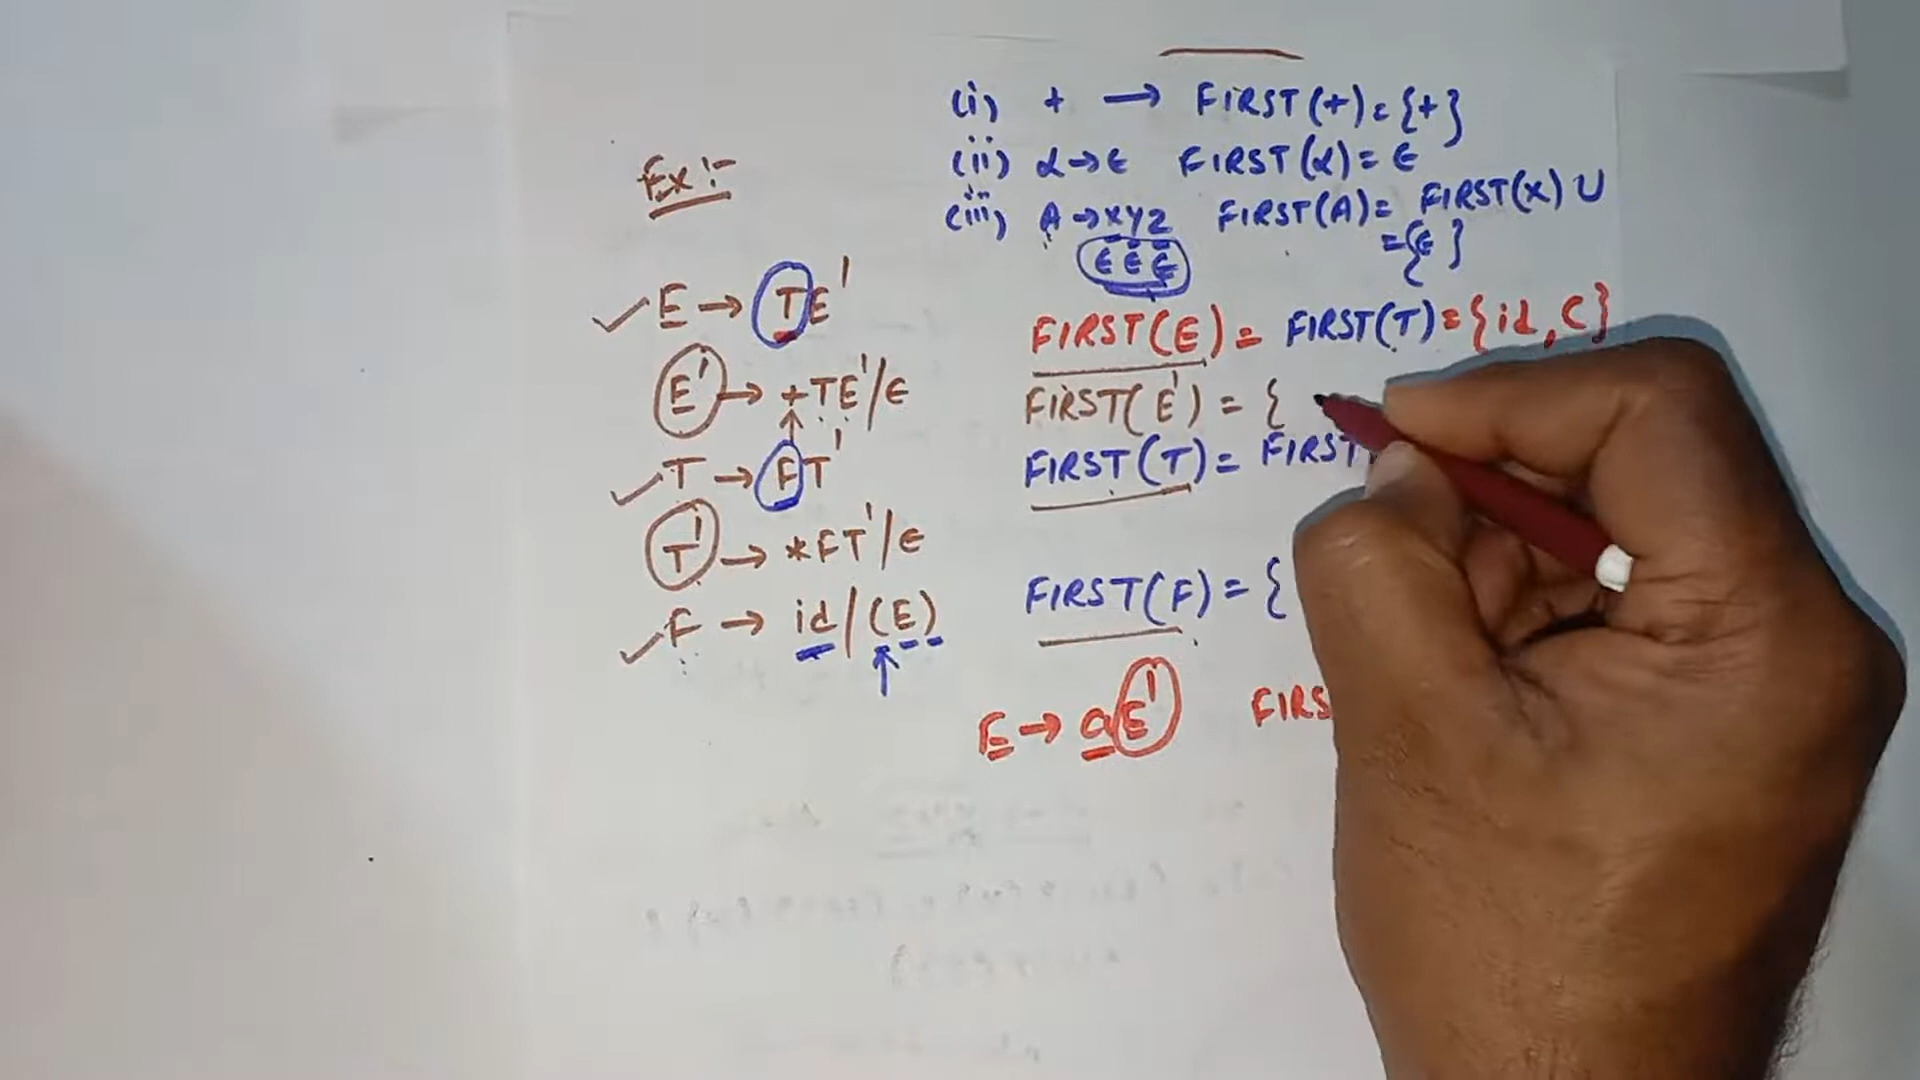 (i) + → FIRST(+) = {+}
(ii) α → ε FIRST(α) = ε
(iii) A → XYZ FIRST(A) = FIRST(X) ∪
ε ε ε = {ε}
Ex:-
E → TE'
E' → +TE'/ε
T → FT'
T' → *FT'/ε
F → id/(E)
FIRST(E) = FIRST(T) = {id, (}
FIRST(E') = {
FIRST(T) = FIRST
FIRST(F) = {
E → aE' FIRS